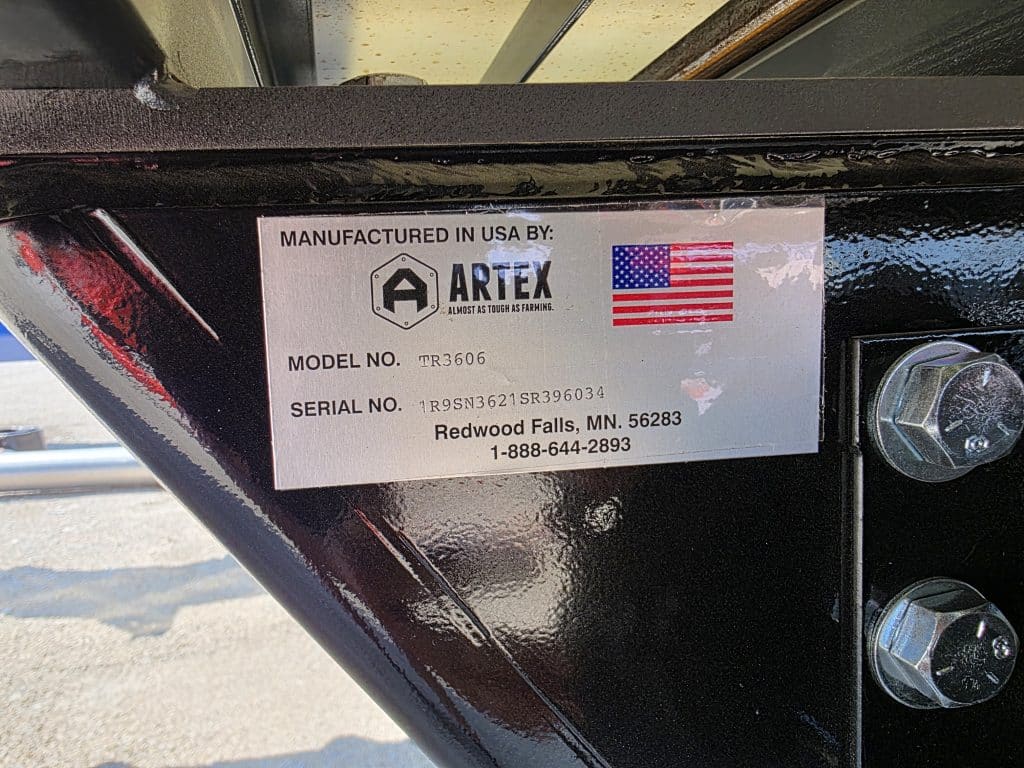 MANUFACTURED IN USA BY:
A ARTEX
ALMOST AS TOUGH AS FARMING.
MODEL NO. TR3606
SERIAL NO. 1R9SN3621SR396034
Redwood Falls, MN. 56283
1-888-644-2893